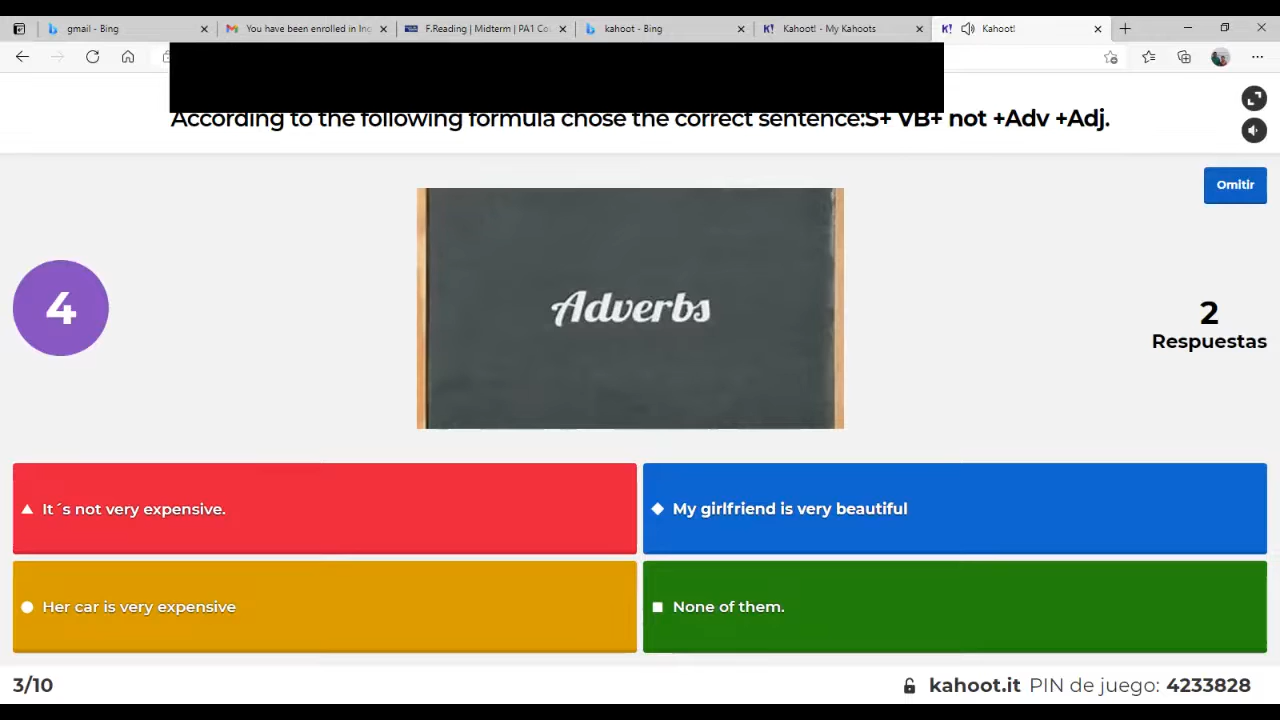 gmail - Bing
You have been enrolled in Ing
F.Reading | Midterm | PA1 Co
kahoot - Bing
K! Kahoot! - My Kahoots
K! Kahoot!
According to the following formula chose the correct sentence:S+ VB+ not +Adv +Adj.
Omitir
Adverbs
4
2
Respuestas
It´s not very expensive.
My girlfriend is very beautiful
Her car is very expensive
None of them.
3/10
kahoot.it PIN de juego: 4233828